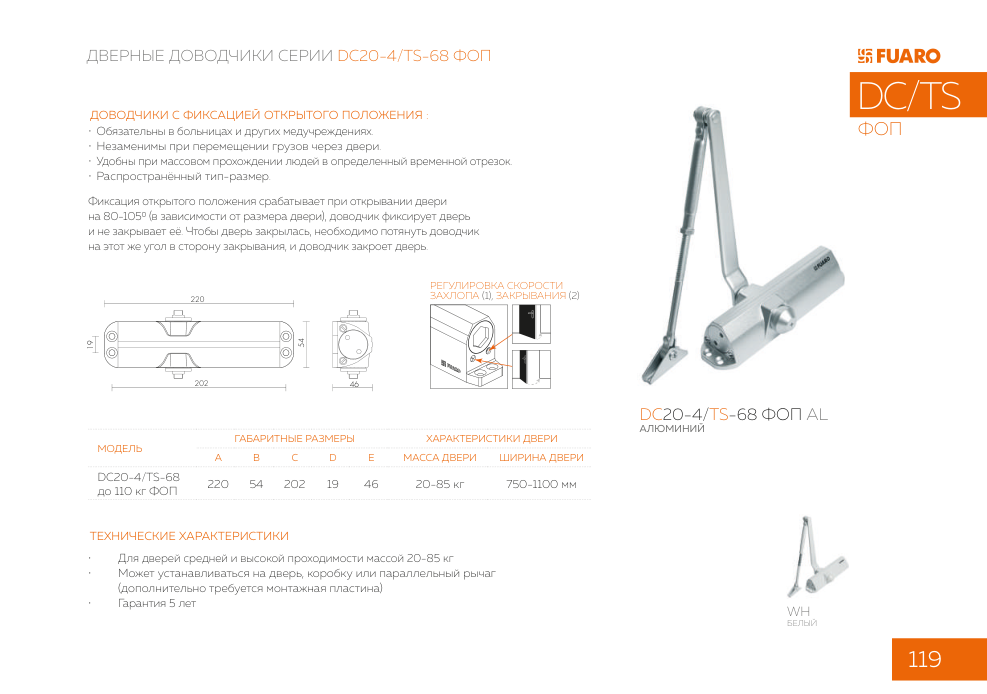 ДВЕРНЫЕ ДОВОДЧИКИ СЕРИИ DC20-4/TS-68 ФОП
FUARO
DC/TS
ФОП
ДОВОДЧИКИ С ФИКСАЦИЕЙ ОТКРЫТОГО ПОЛОЖЕНИЯ :
· Обязательны в больницах и других медучреждениях.
· Незаменимы при перемещении грузов через двери.
· Удобны при массовом прохождении людей в определенный временной отрезок.
· Распространённый тип-размер.
Фиксация открытого положения срабатывает при открывании двери
на 80-105º (в зависимости от размера двери), доводчик фиксирует дверь
и не закрывает её. Чтобы дверь закрылась, необходимо потянуть доводчик
на этот же угол в сторону закрывания, и доводчик закроет дверь.
FUARO
РЕГУЛИРОВКА СКОРОСТИ
ЗАХЛОПА (1), ЗАКРЫВАНИЯ (2)
220
19
54
202
46
FUARO
DC20-4/TS-68 ФОП AL
АЛЮМИНИЙ
МОДЕЛЬ
ГАБАРИТНЫЕ РАЗМЕРЫ
ХАРАКТЕРИСТИКИ ДВЕРИ
A B C D E МАССА ДВЕРИ ШИРИНА ДВЕРИ
DC20-4/TS-68
до 110 кг ФОП
220 54 202 19 46 20-85 кг 750-1100 мм
ТЕХНИЧЕСКИЕ ХАРАКТЕРИСТИКИ
· Для дверей средней и высокой проходимости массой 20-85 кг
· Может устанавливаться на дверь, коробку или параллельный рычаг
(дополнительно требуется монтажная пластина)
· Гарантия 5 лет
WH
БЕЛЫЙ
119